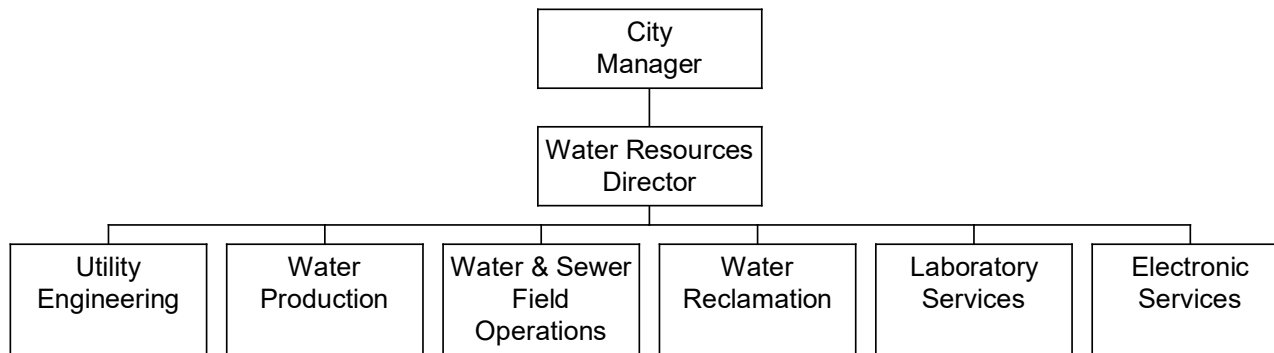 City
Manager
Water Resources
Director
Utility
Engineering
Water
Production
Water & Sewer
Field
Operations
Water
Reclamation
Laboratory
Services
Electronic
Services